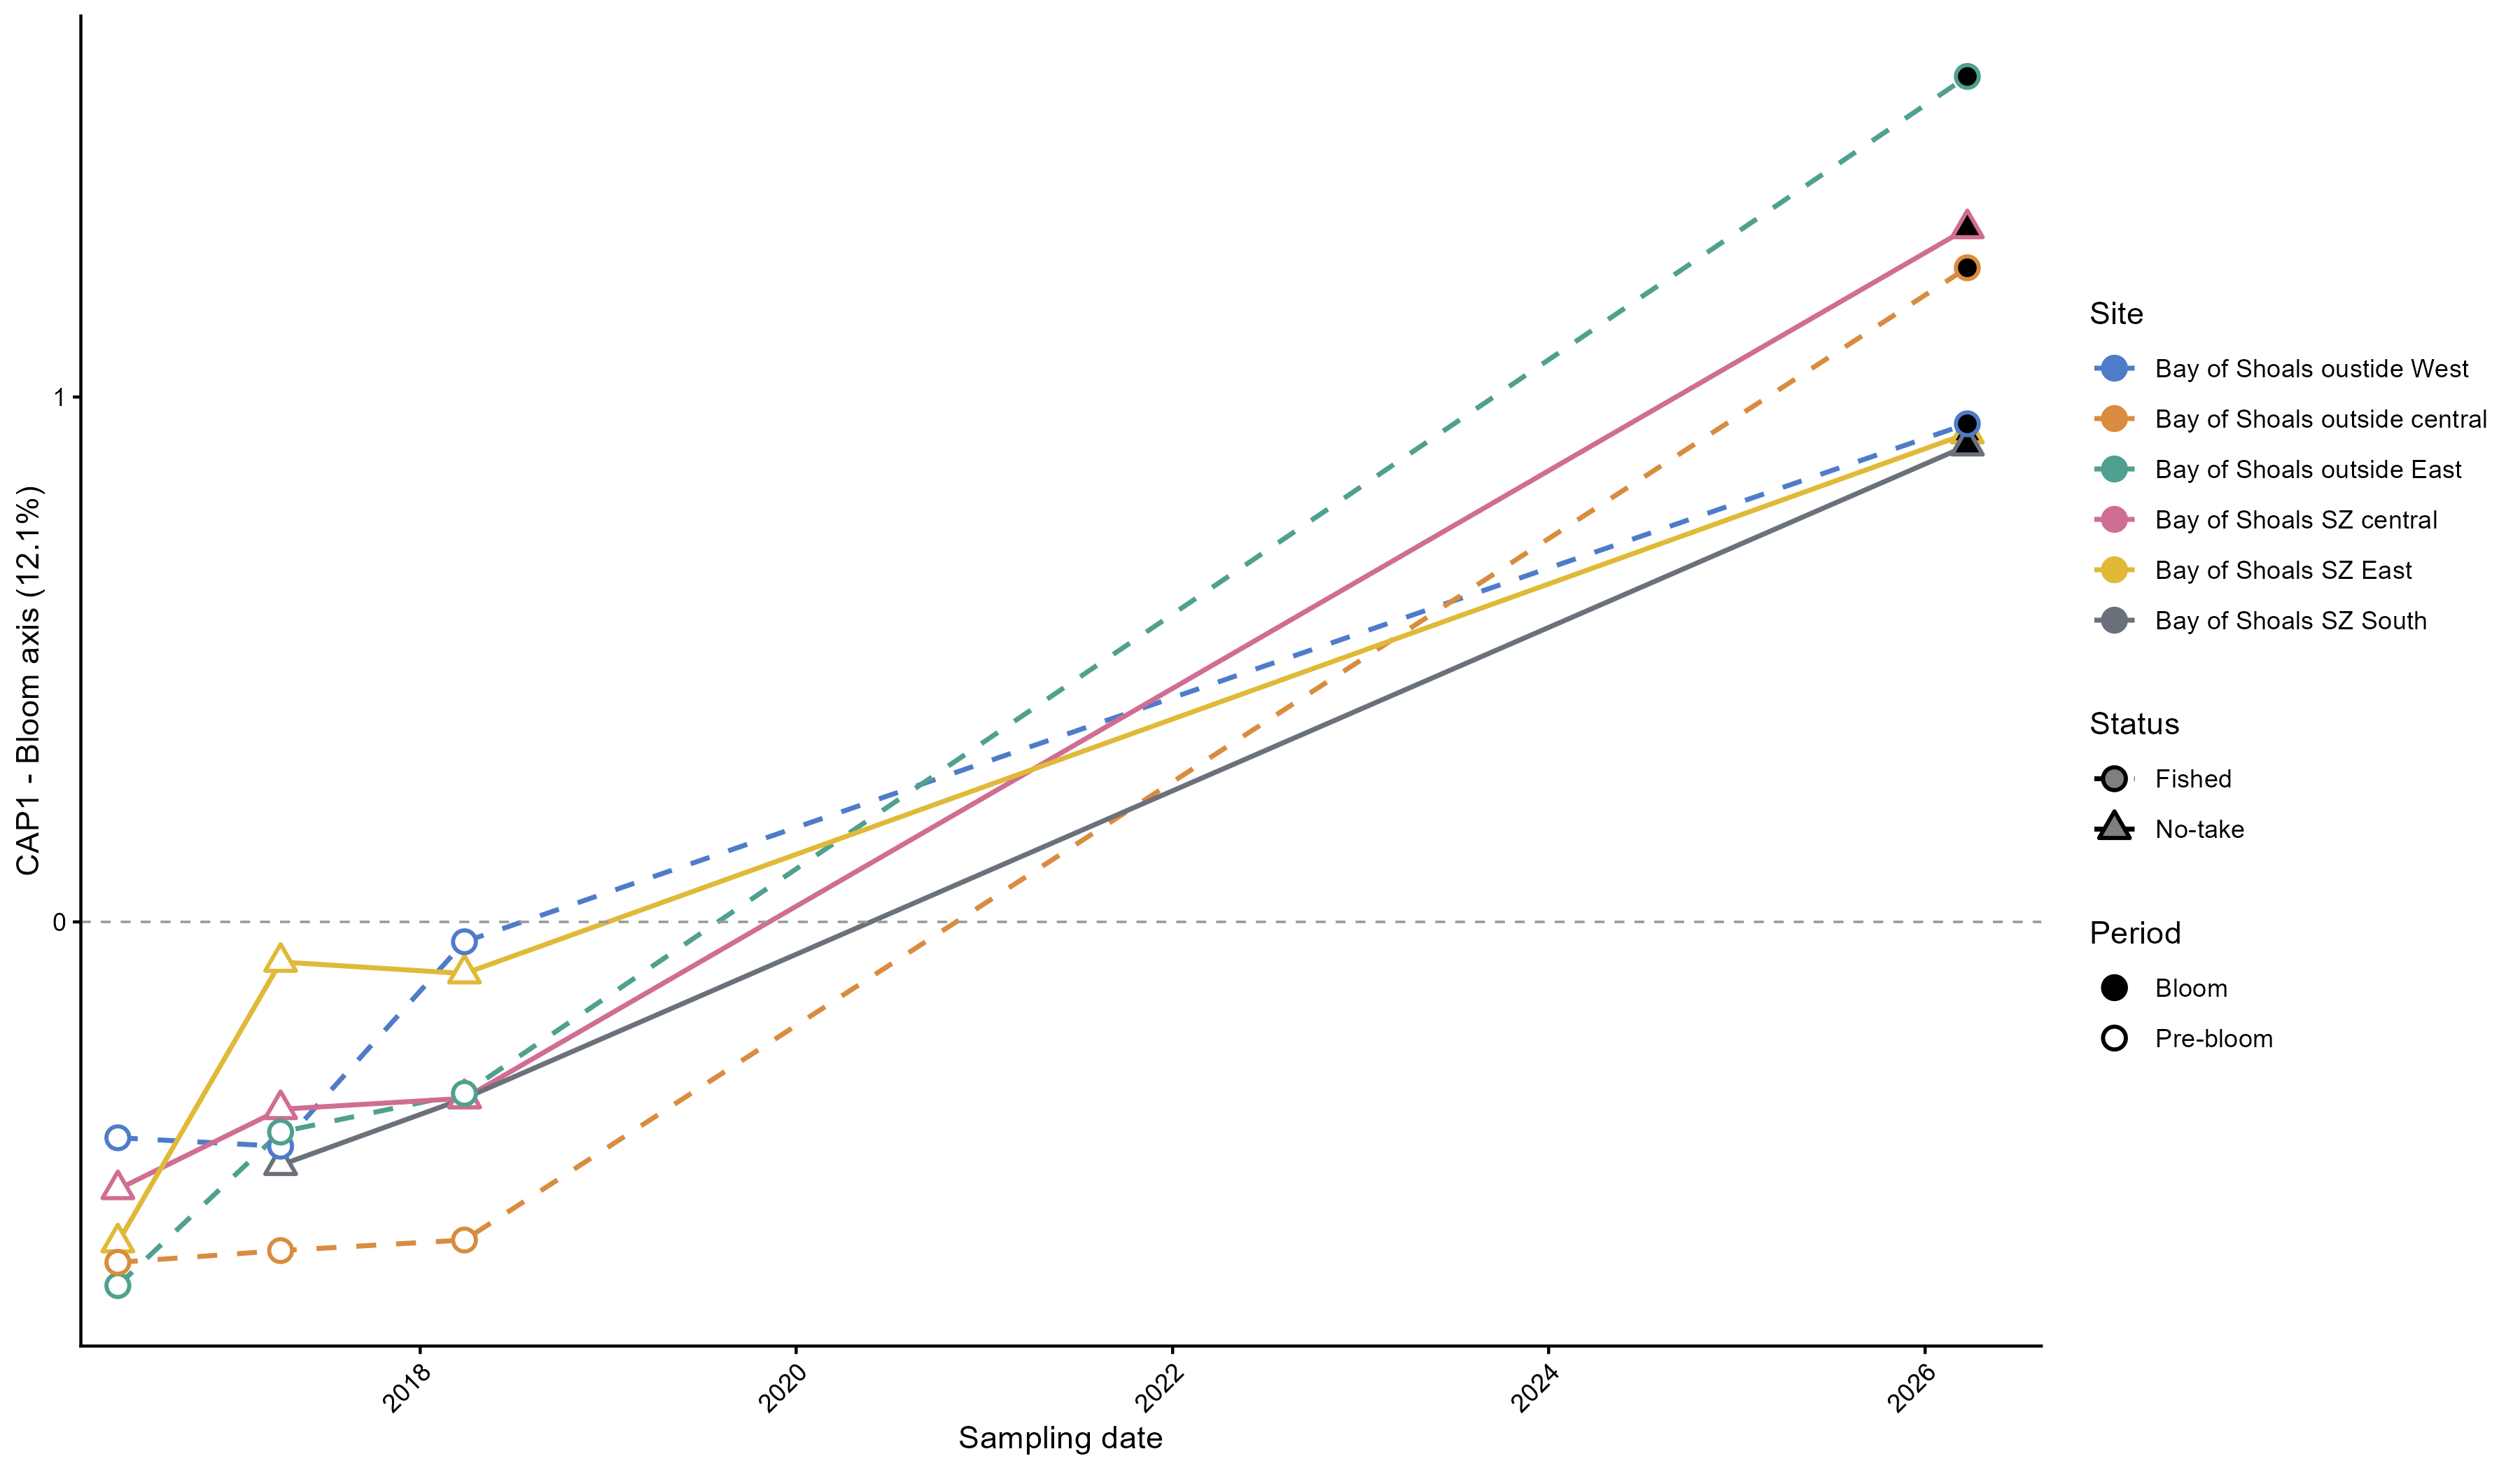 CAP1 - Bloom axis (12.1%)
1
0
2018
2020
2022
2024
2026
Sampling date
Site
Bay of Shoals oustide West
Bay of Shoals outside central
Bay of Shoals outside East
Bay of Shoals SZ central
Bay of Shoals SZ East
Bay of Shoals SZ South
Status
Fished
No-take
Period
Bloom
Pre-bloom